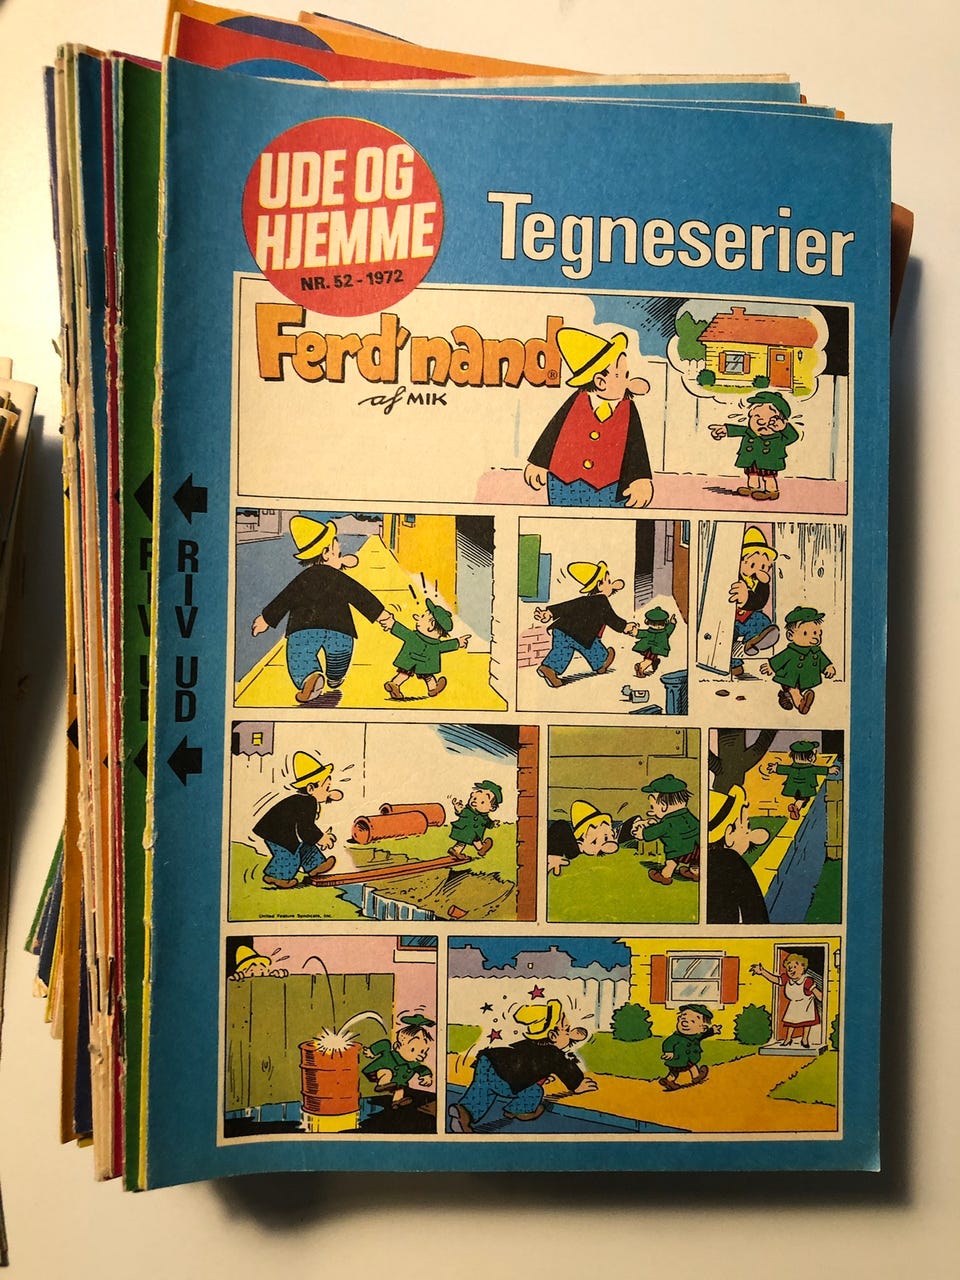 UDE OG
HJEMME
NR. 52 - 1972
Tegneserier
Ferd'nand®
af MIK
RIV UD
! !
United Feature Syndicate, Inc.